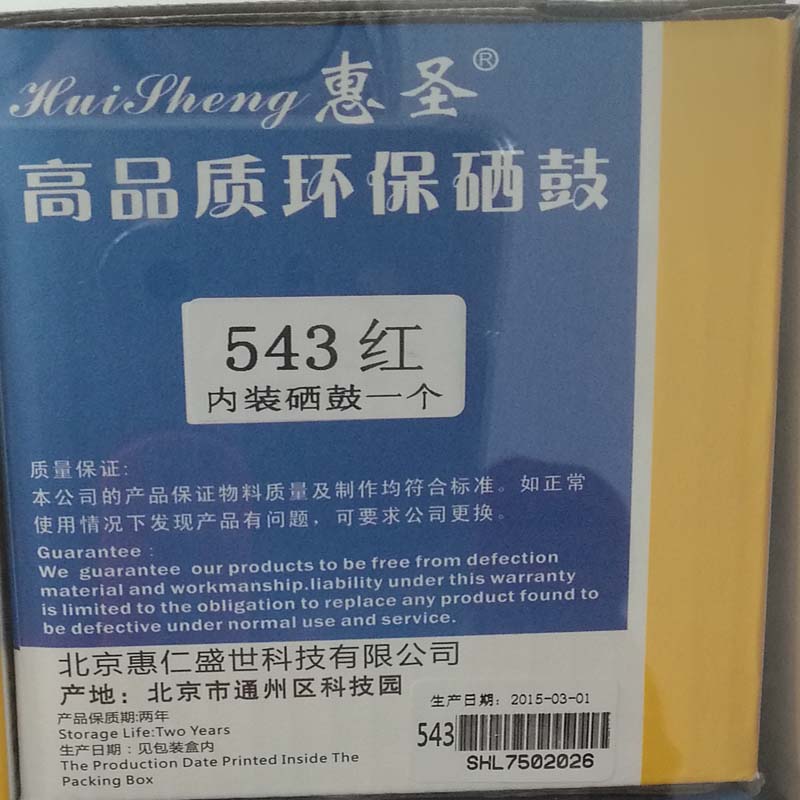 HuiSheng 惠圣®
高品质环保硒鼓
543 红
内装硒鼓一个
质量保证:
本公司的产品保证物料质量及制作均符合标准。如正常
使用情况下发现产品有问题，可要求公司更换。
Guarantee :
We guarantee our products to be free from defection
material and workmanship.liability under this warranty
is limited to the obligation to replace any product found to
be defective under normal use and service.
北京惠仁盛世科技有限公司
产地：北京市通州区科技园
产品保质期:两年
Storage Life:Two Years
生产日期：见包装盒内
The Production Date Printed Inside The
Packing Box
生产日期：2015-03-01
543
SHL7502026